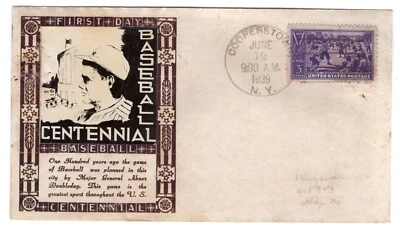 FIRST DAY
BASEBALL
CENTENNIAL
BASEBALL
One Hundred years ago the game
of Baseball was planned in this
city by Major General Abner
Doubleday. This game is the
greatest sport throughout the U. S.
CENTENNIAL
COOPERSTOWN
JUNE
12
9:00 A.M.
1939
N. Y.
3
UNITED STATES POSTAGE